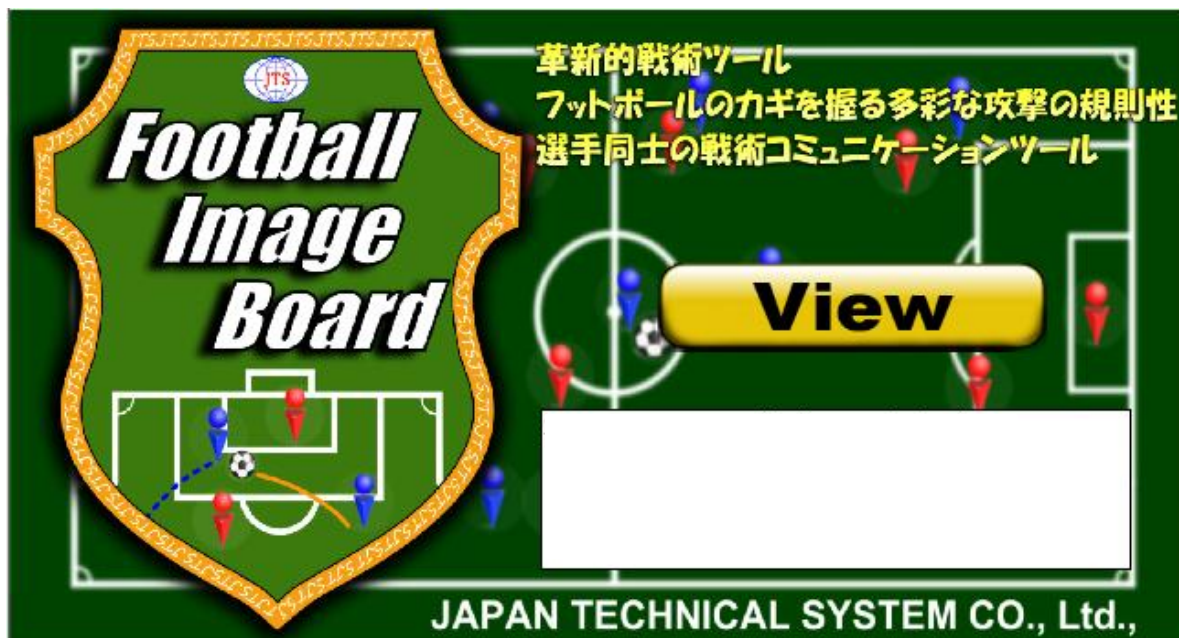 JTS
Football
Image
Board
革新的戦術ツール
フットボールのカギを握る多彩な攻撃の規則性
選手同士の戦術コミュニケーションツール
View
JAPAN TECHNICAL SYSTEM CO., Ltd.,